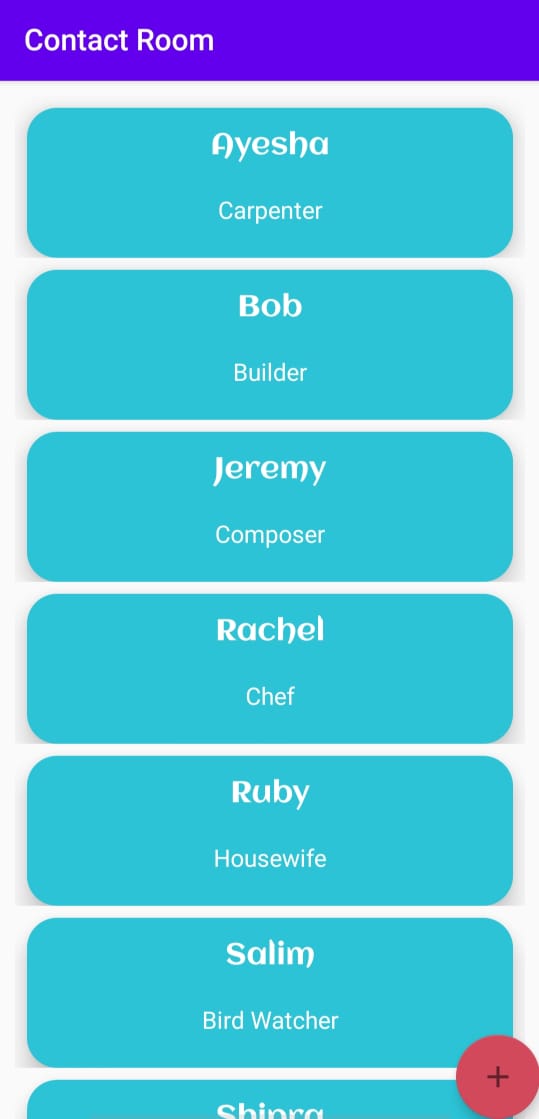 Contact Room
Ayesha
Carpenter
Bob
Builder
Jeremy
Composer
Rachel
Chef
Ruby
Housewife
Salim
Bird Watcher
Shipra
+